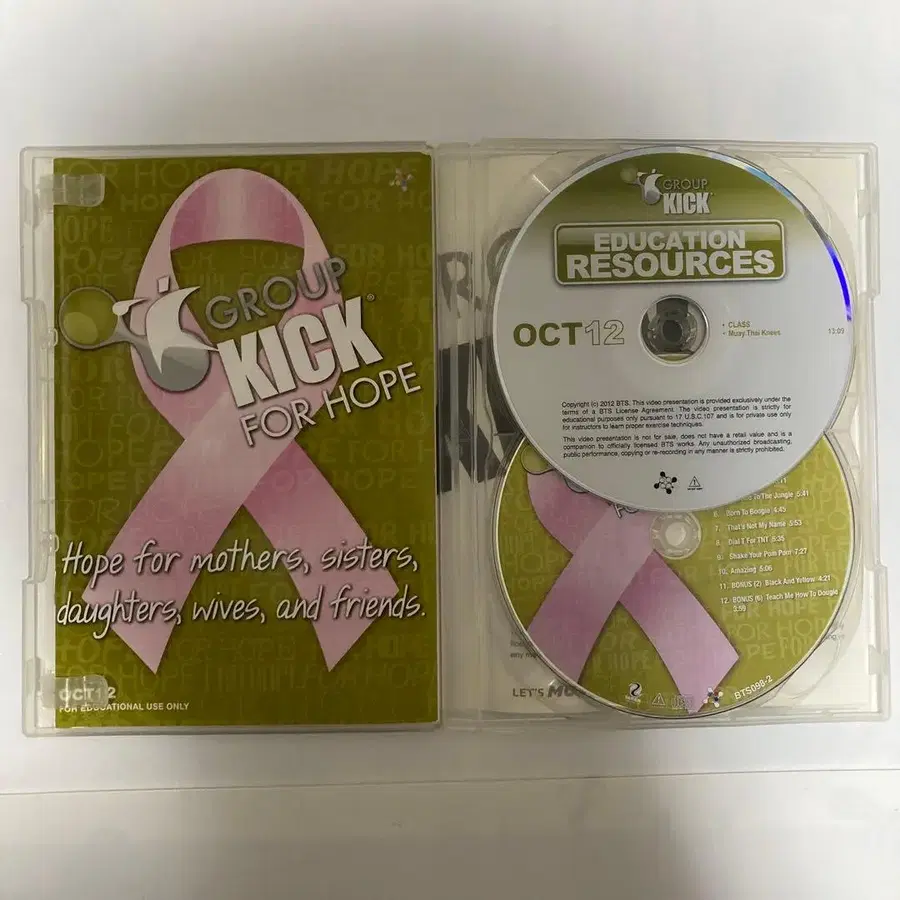 GROUP
KICK®
FOR HOPE
Hope for mothers, sisters,
daughters, wives, and friends.
OCT12
FOR EDUCATIONAL USE ONLY
GROUP
KICK
EDUCATION
RESOURCES
OCT12
• CLASS
• Muay Thai Knees 13:09
Copyright (c) 2012 BTS. This video presentation is provided exclusively under the
terms of a BTS License Agreement. The video presentation is strictly for
educational purposes only pursuant to 17 U.S.C.107 and is for private use only
for instructors to learn proper exercise techniques.
This video presentation is not for sale, does not have a retail value and is a
companion to officially licensed BTS works. Any unauthorized broadcasting,
public performance, copying or re-recording in any manner is strictly prohibited.
To The Jungle 5:41
6. Born To Boogie 4:45
7. That's Not My Name 5:53
8. Dial T For TNT 5:35
9. Shake Your Pom Pom 7:27
10. Amazing 5:06
11. BONUS (2) Black And Yellow 4:21
12. BONUS (6) Teach Me How To Dougie
3:59
LET'S
BTS098-2